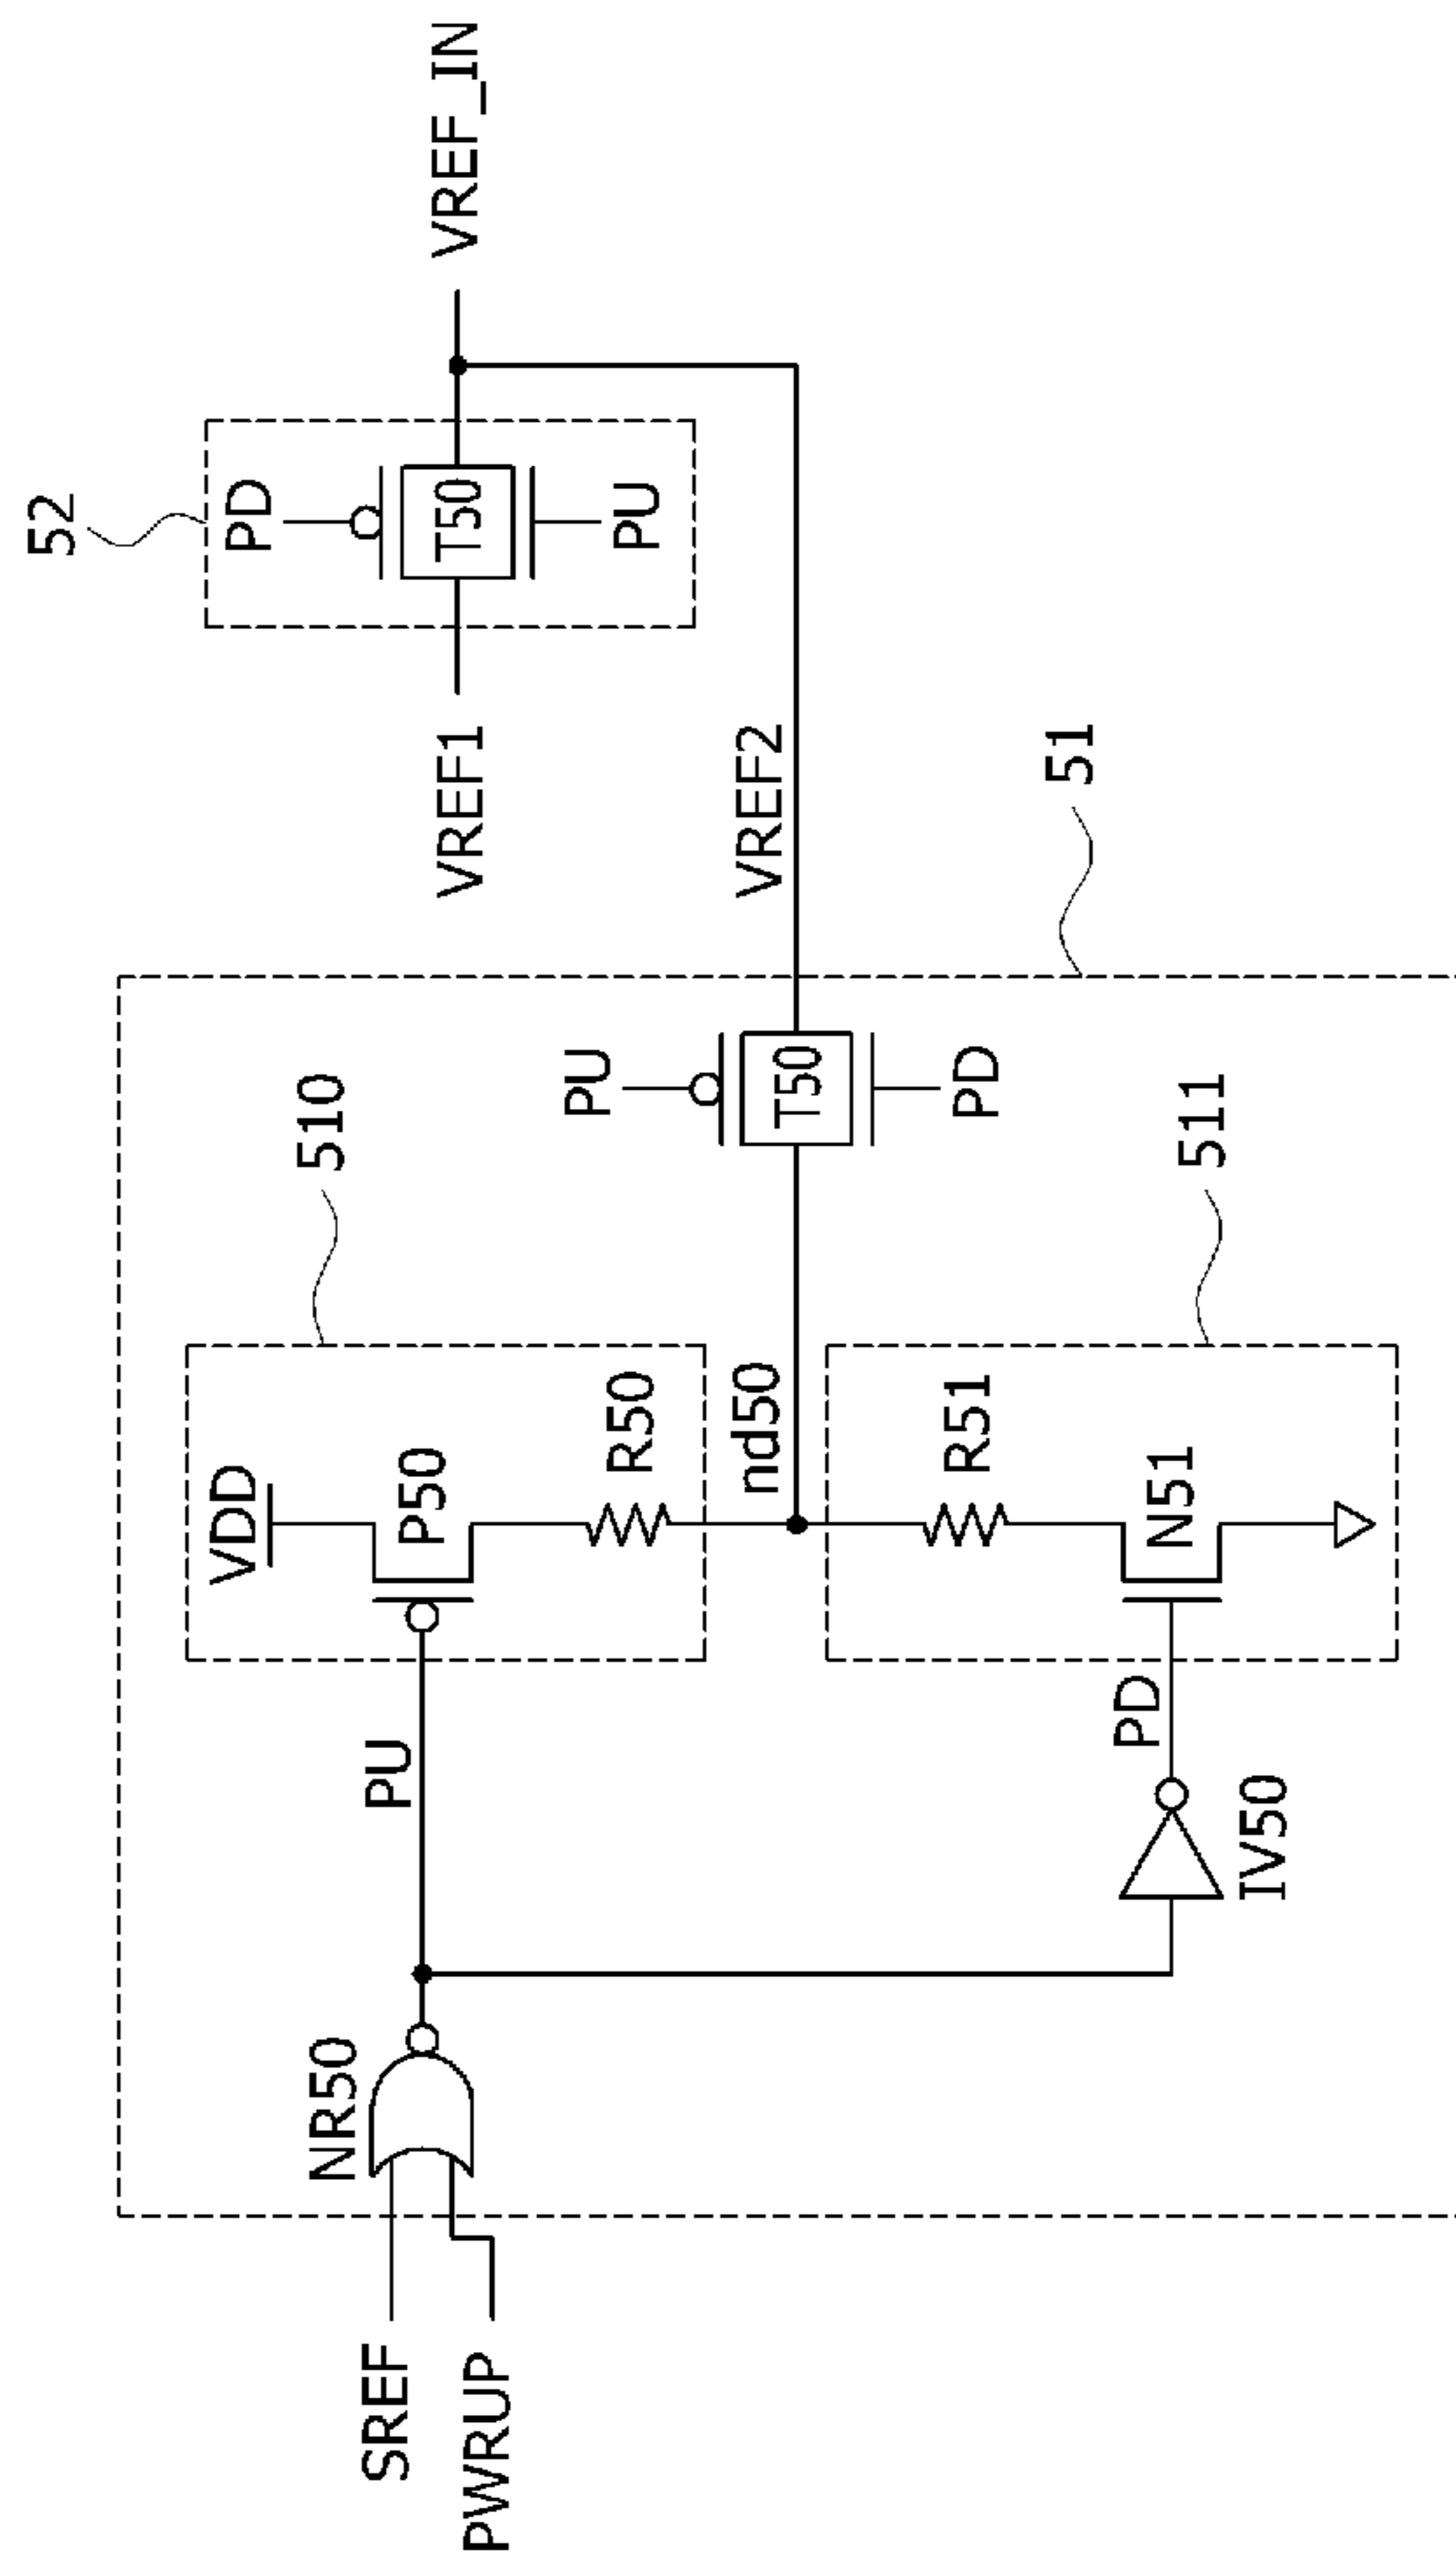 SREF
PWRUP
NR50
PU
IV50
PD
VDD
P50
R50
nd50
R51
N51
510
511
PU
T50
PD
51
VREF1
VREF2
52
PD
T50
PU
VREF_IN